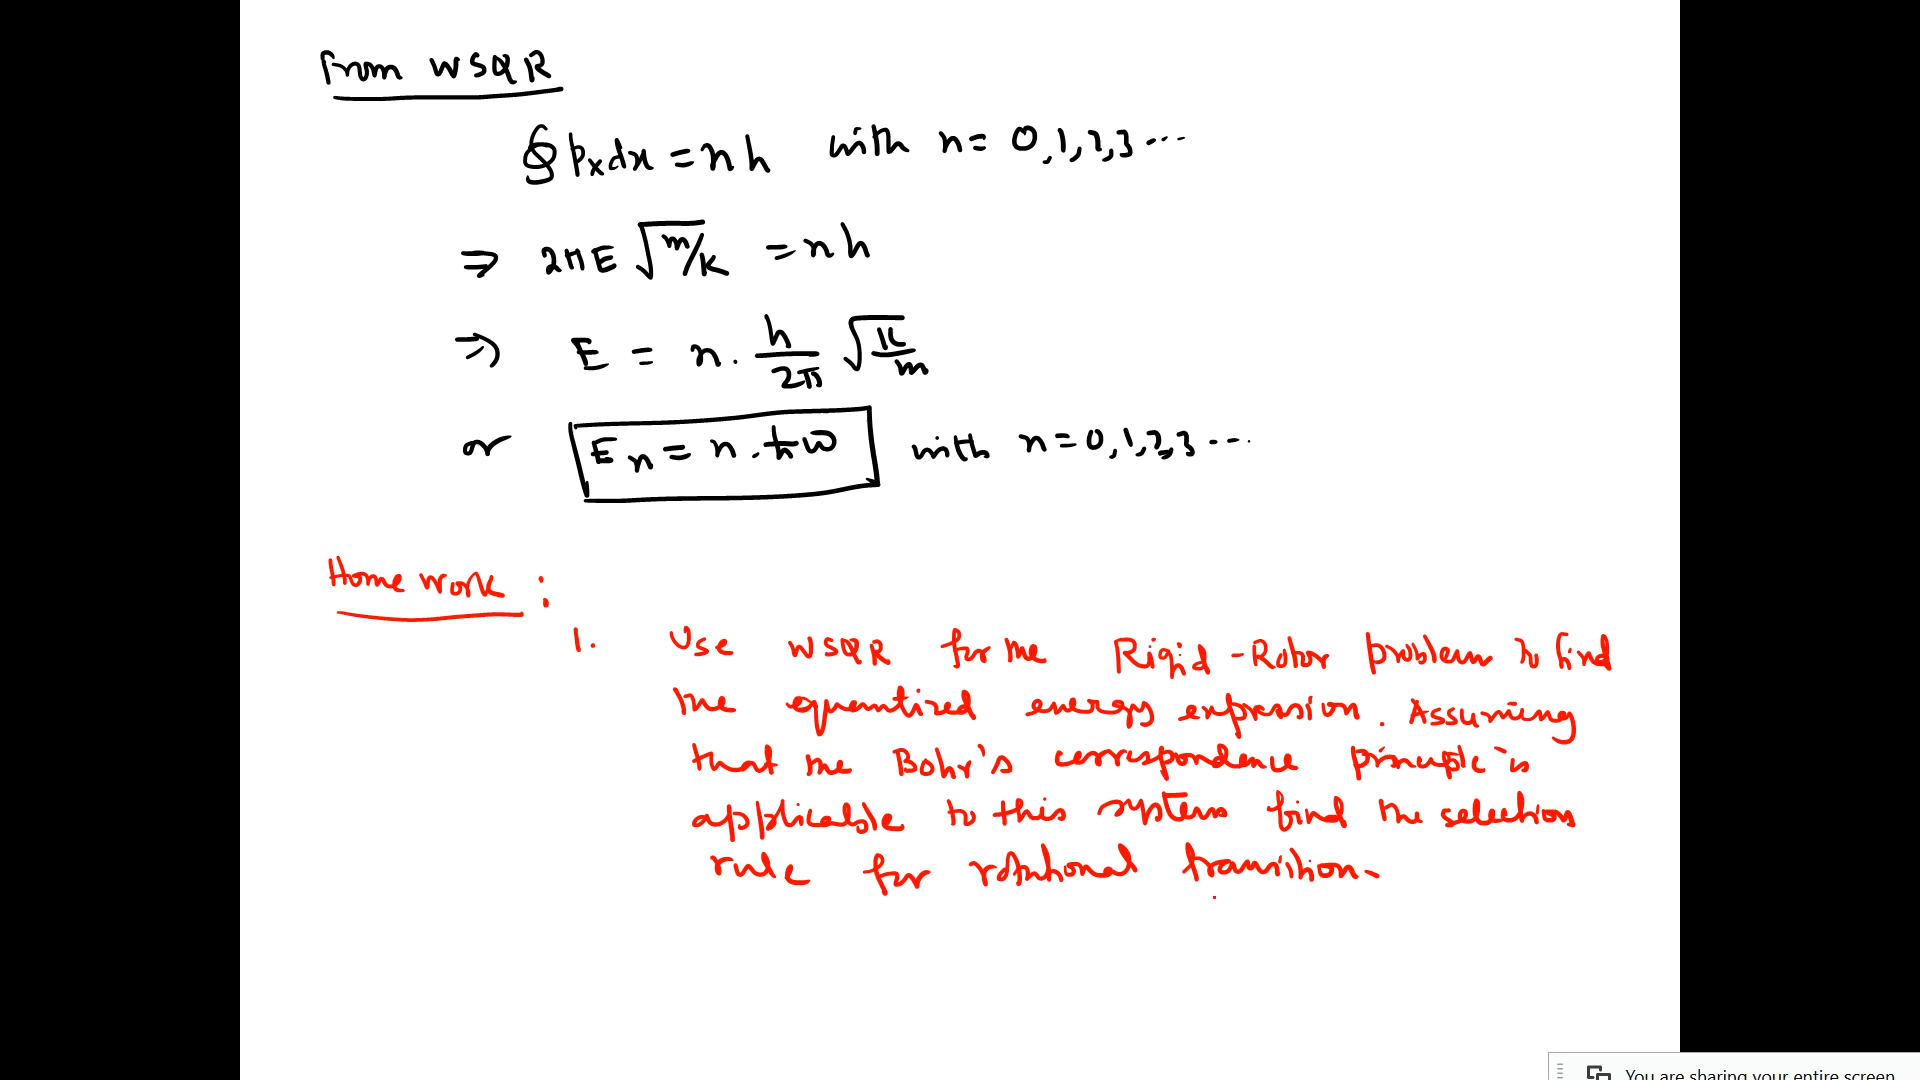 From WSQR
∮ pₓdx = nh with n = 0,1,2,3 ...
⇒ 2πE √m/k = nh
⇒ E = n . h/2π √k/m
or Eₙ = n . ħω with n = 0,1,2,3 ...
Home work :
1. Use WSQR for the Rigid-Rotor problem to find
the quantized energy expression. Assuming
that the Bohr's correspondence principle is
applicable to this system find the selection
rule for rotational transition.
You are sharing your entire screen